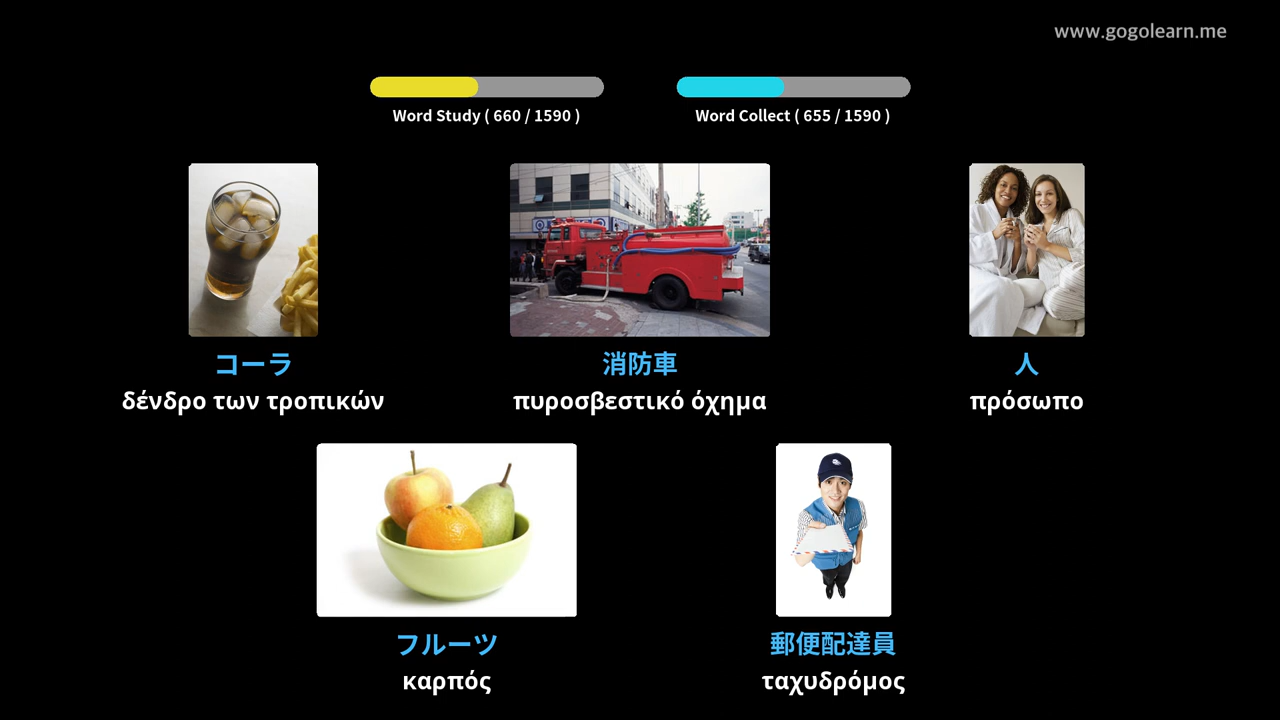 www.gogolearn.me
Word Study ( 660 / 1590 )
Word Collect ( 655 / 1590 )
コーラ
δένδρο των τροπικών
消防車
πυροσβεστικό όχημα
人
πρόσωπο
フルーツ
καρπός
郵便配達員
ταχυδρόμος